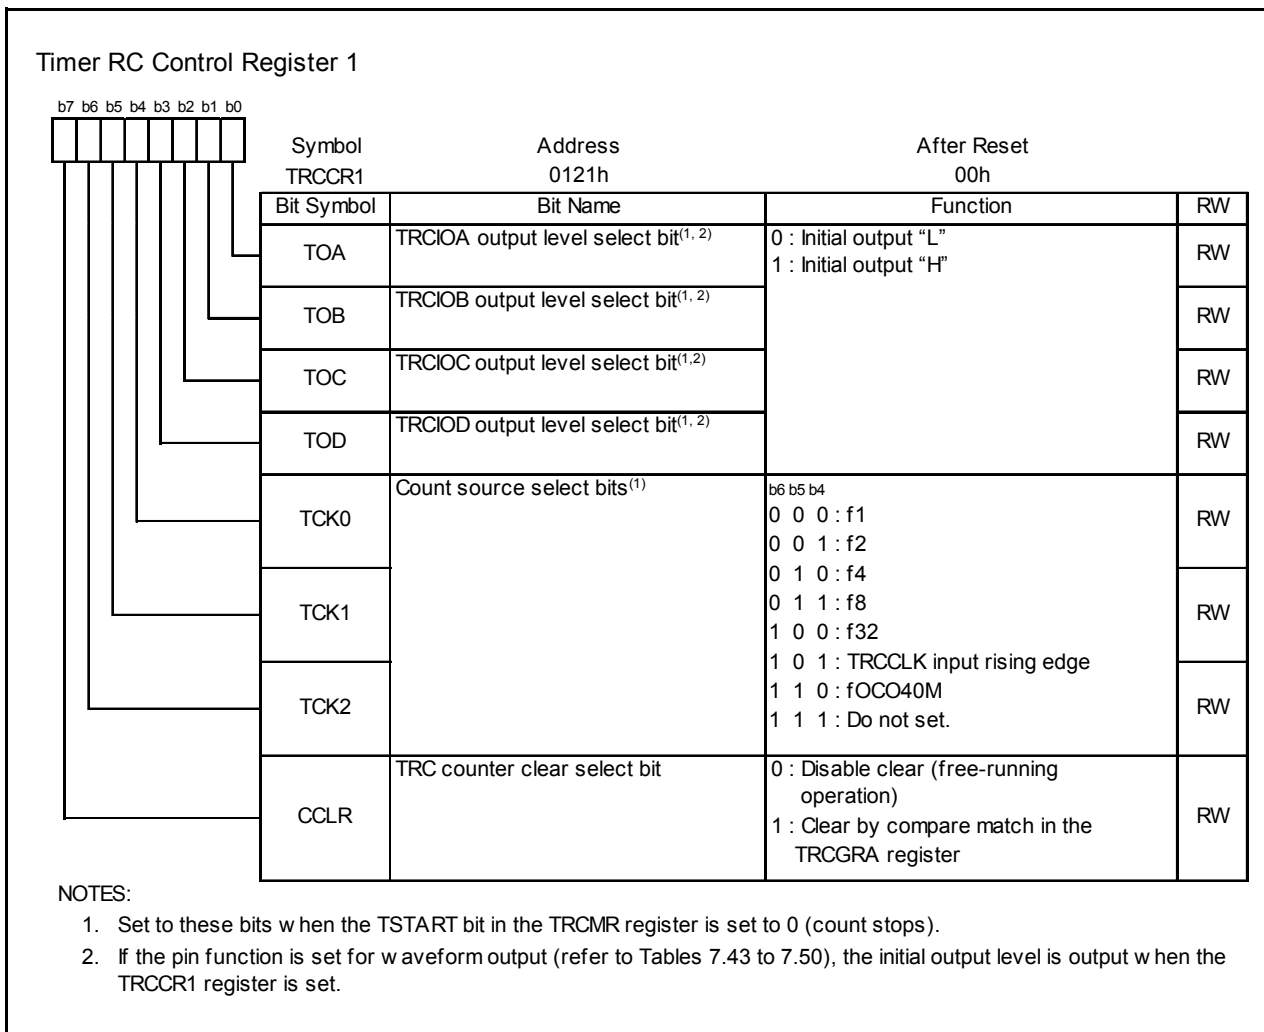 Timer RC Control Register 1
b7 b6 b5 b4 b3 b2 b1 b0
Symbol Address After Reset
TRCCR1 0121h 00h
Bit Symbol Bit Name Function RW
TOA TRCIOA output level select bit(1, 2) 0 : Initial output “L” RW
1 : Initial output “H”
TOB TRCIOB output level select bit(1, 2) RW
TOC TRCIOC output level select bit(1,2) RW
TOD TRCIOD output level select bit(1, 2) RW
TCK0 Count source select bits(1) b6 b5 b4 RW
0 0 0 : f1
0 0 1 : f2
0 1 0 : f4
TCK1 0 1 1 : f8 RW
1 0 0 : f32
1 0 1 : TRCCLK input rising edge
TCK2 1 1 0 : fOCO40M RW
1 1 1 : Do not set.
CCLR TRC counter clear select bit 0 : Disable clear (free-running RW
operation)
1 : Clear by compare match in the
TRCGRA register
NOTES:
1. Set to these bits when the TSTART bit in the TRCMR register is set to 0 (count stops).
2. If the pin function is set for waveform output (refer to Tables 7.43 to 7.50), the initial output level is output when the
TRCCR1 register is set.